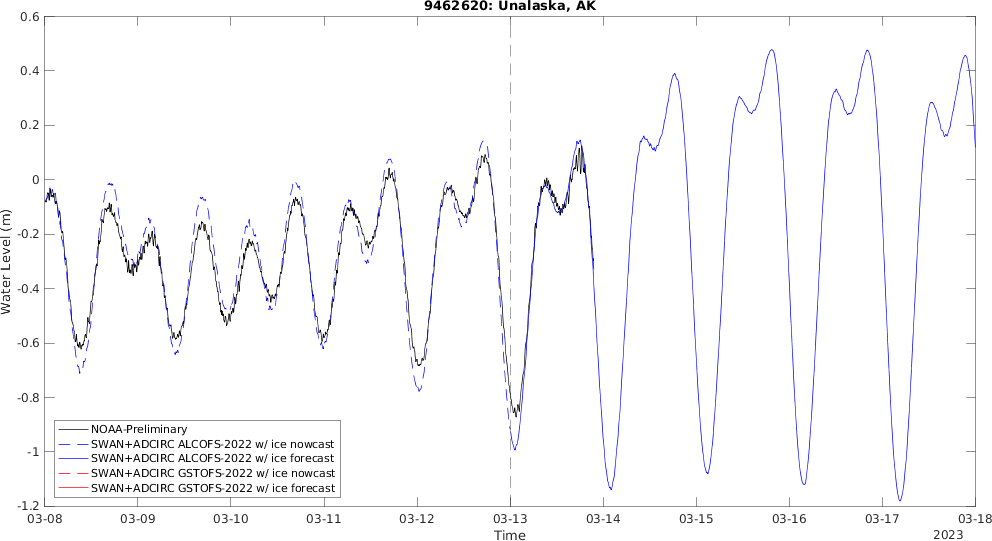 9462620: Unalaska, AK
0.6
0.4
0.2
0
-0.2
-0.4
-0.6
-0.8
-1
-1.2
Water Level (m)
NOAA-Preliminary
SWAN+ADCIRC ALCOFS-2022 w/ ice nowcast
SWAN+ADCIRC ALCOFS-2022 w/ ice forecast
SWAN+ADCIRC GSTOFS-2022 w/ ice nowcast
SWAN+ADCIRC GSTOFS-2022 w/ ice forecast
03-08 03-09 03-10 03-11 03-12 03-13 03-14 03-15 03-16 03-17 03-18
Time
2023